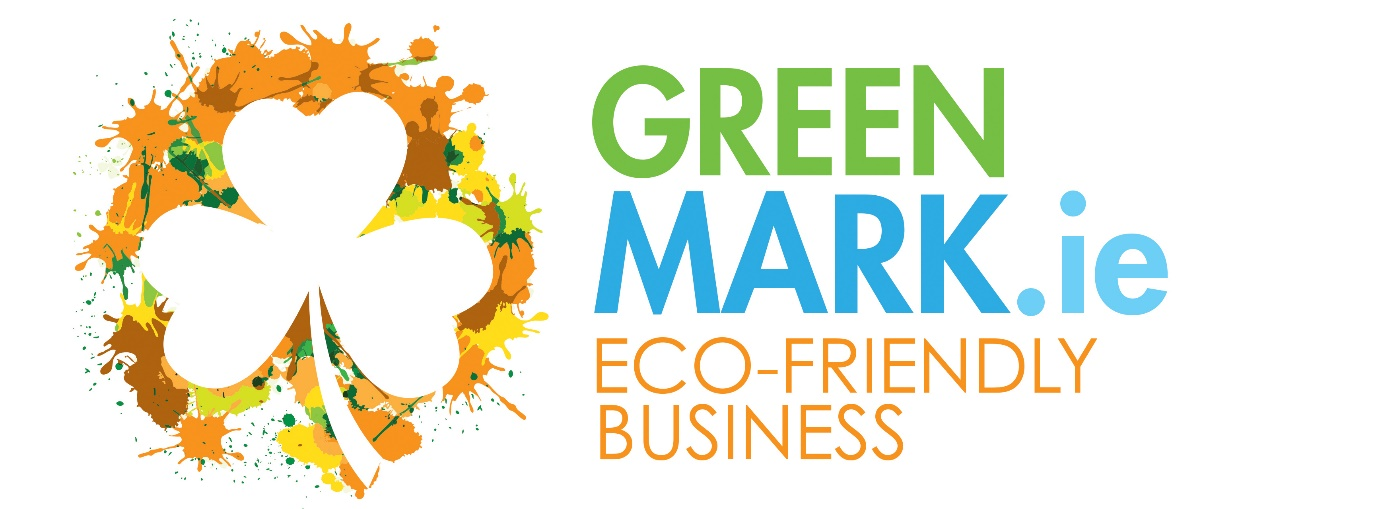 GREEN
MARK.ie
ECO-FRIENDLY
BUSINESS